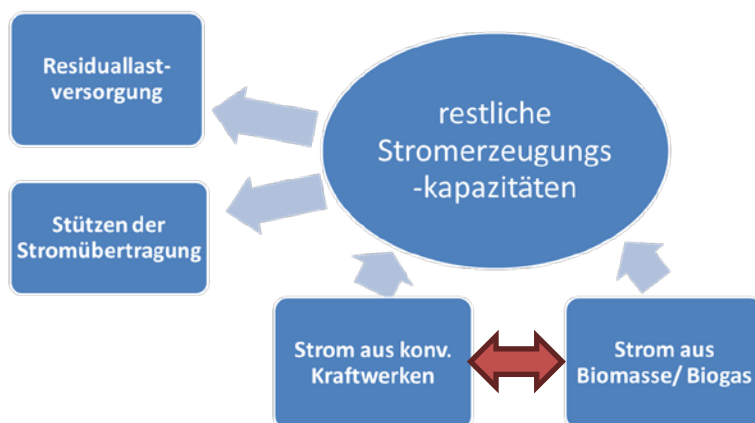 Residuallast-
versorgung
restliche
Stromerzeugungs
-kapazitäten
Stützen der
Stromübertragung
Strom aus konv.
Kraftwerken
Strom aus
Biomasse/ Biogas